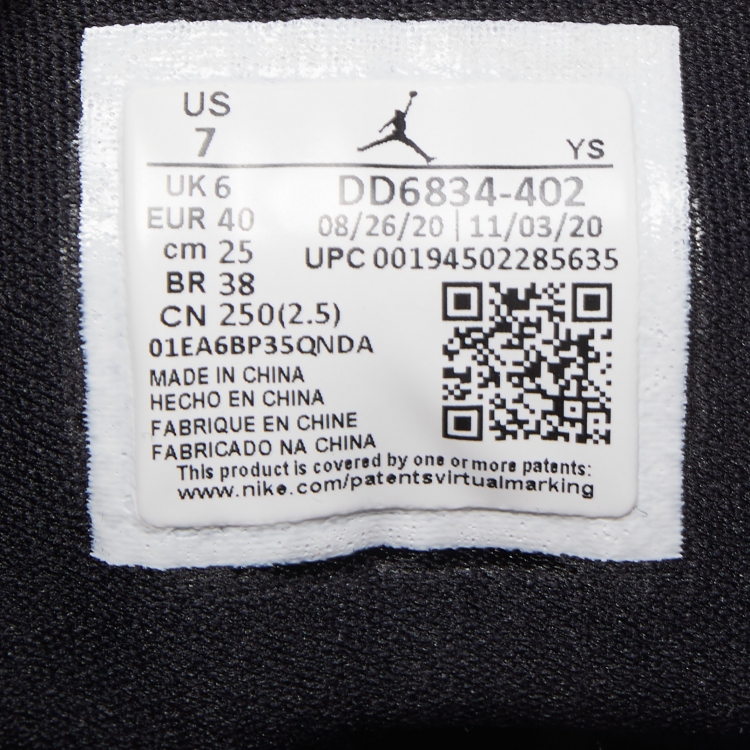 US
7
YS
UK 6
DD6834-402
EUR 40
08/26/20 | 11/03/20
cm 25
UPC 00194502285635
BR 38
CN 250(2.5)
01EA6BP35QNDA
MADE IN CHINA
HECHO EN CHINA
FABRIQUE EN CHINE
FABRICADO NA CHINA
This product is covered by one or more patents:
www.nike.com/patentsvirtualmarking